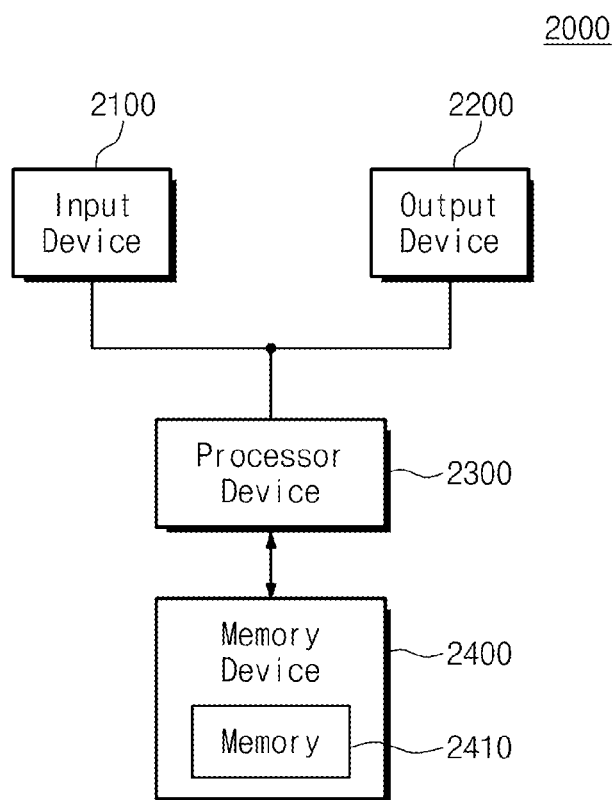 2000
2100
2200
Input
Device
Output
Device
Processor
Device
2300
Memory
Device
2400
Memory
2410